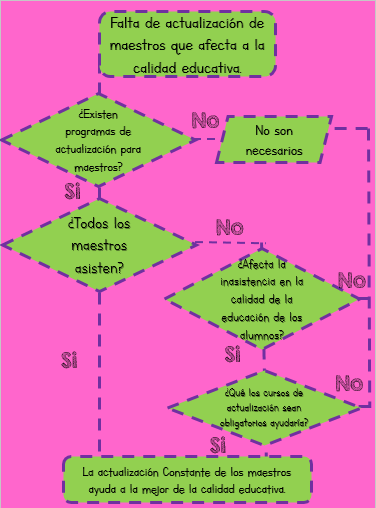 Falta de actualización de
maestros que afecta a la
calidad educativa.
¿Existen
programas de
actualización para
maestros?
No
No son
necesarios
Si
¿Todos los
maestros
asisten?
No
¿Afecta la
inasistencia en la
calidad de la
educación de los
alumnos?
No
Si
Si
¿Qué los cursos de
actualización sean
obligatorios ayudaría?
No
Si
La actualización Constante de los maestros
ayuda a la mejor de la calidad educativa.